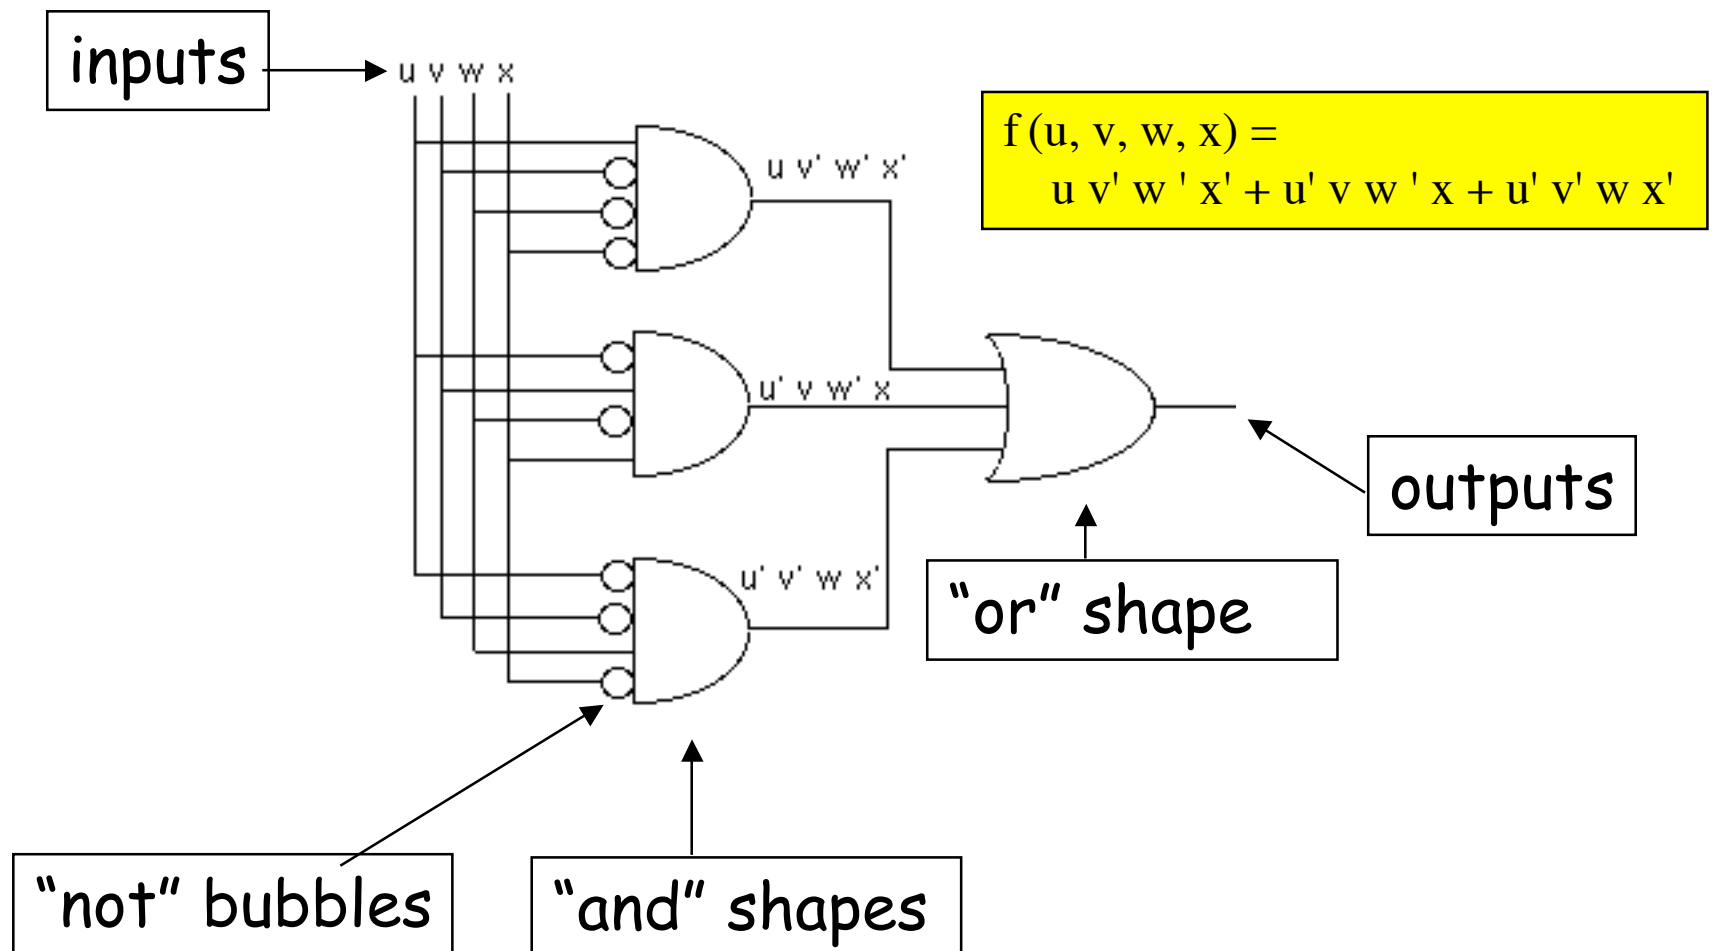 inputs
u v w x
f (u, v, w, x) =
u v' w ' x' + u' v w ' x + u' v' w x'
u v' w' x'
u' v w' x
outputs
u' v' w x'
“or” shape
“not” bubbles
“and” shapes